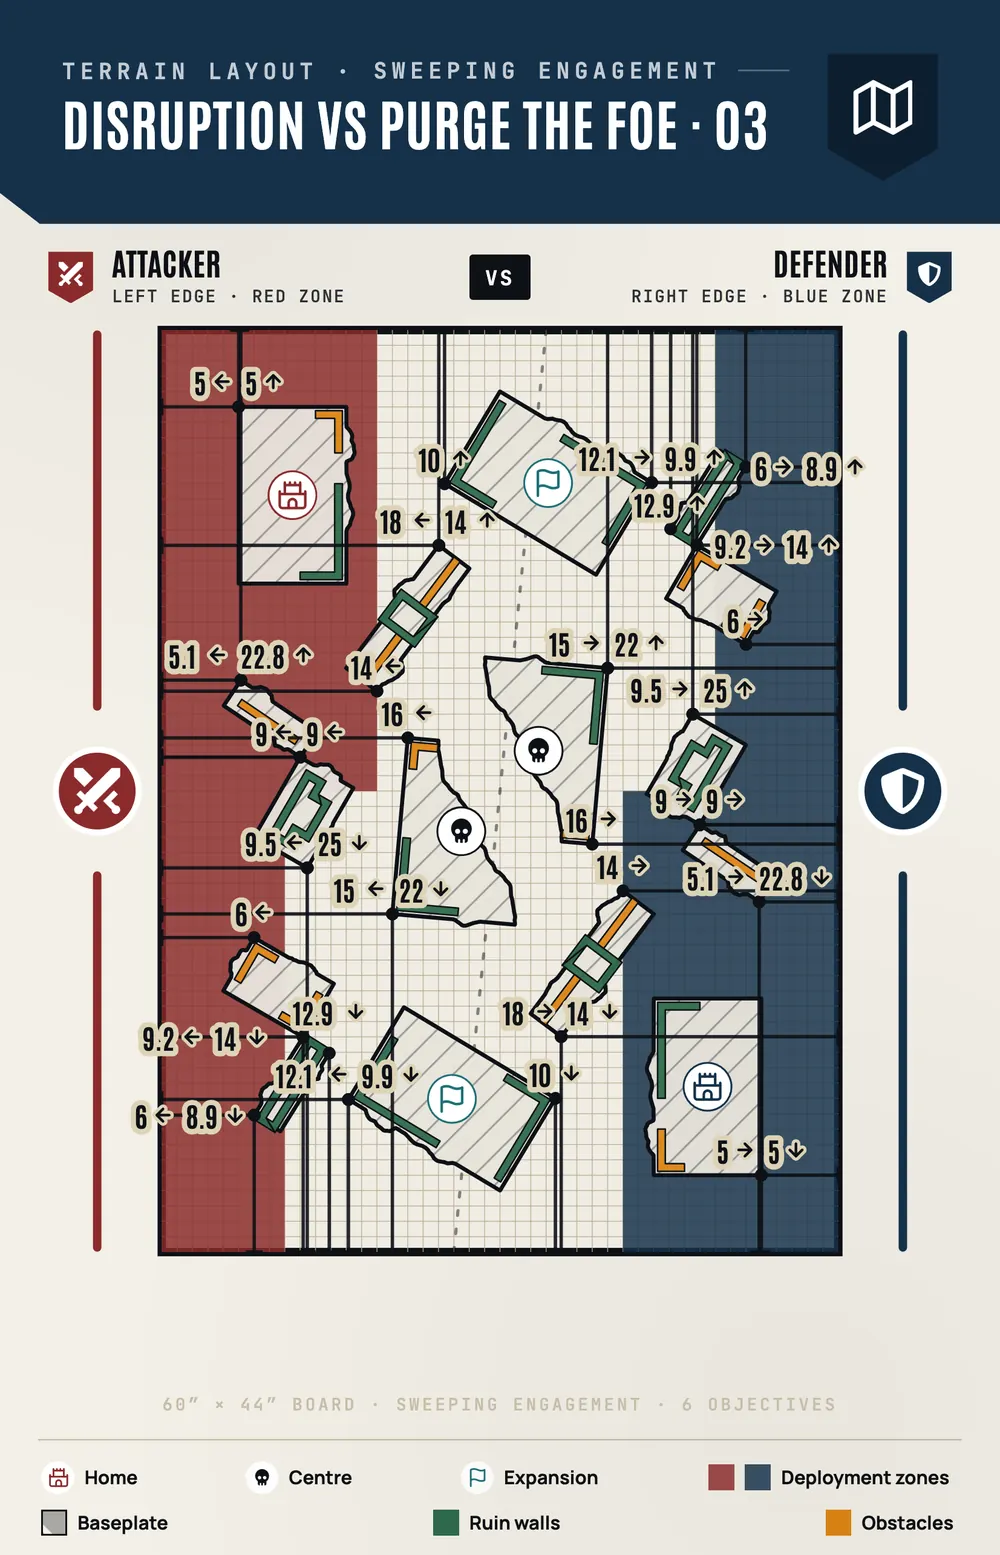 TERRAIN LAYOUT · SWEEPING ENGAGEMENT
DISRUPTION VS PURGE THE FOE · 03
ATTACKER
LEFT EDGE · RED ZONE
VS
DEFENDER
RIGHT EDGE · BLUE ZONE
5 ← 5 ↑
10 ↑
12.1 → 9.9 ↑
6 → 8.9 ↑
12.9 ↑
18 ← 14 ↑
9.2 → 14 ↑
6 →
15 → 22 ↑
5.1 ← 22.8 ↑
14 ←
9.5 → 25 ↑
16 ←
9 ← 9 ←
9 → 9 →
16 →
9.5 ← 25 ↓
14 →
5.1 → 22.8 ↓
15 ← 22 ↓
6 ←
12.9 ↓
18 → 14 ↓
9.2 ← 14 ↓
12.1 ← 9.9 ↓
10 ↓
6 ← 8.9 ↓
5 → 5 ↓
60″ × 44″ BOARD · SWEEPING ENGAGEMENT · 6 OBJECTIVES
Home
Centre
Expansion
Deployment zones
Baseplate
Ruin walls
Obstacles